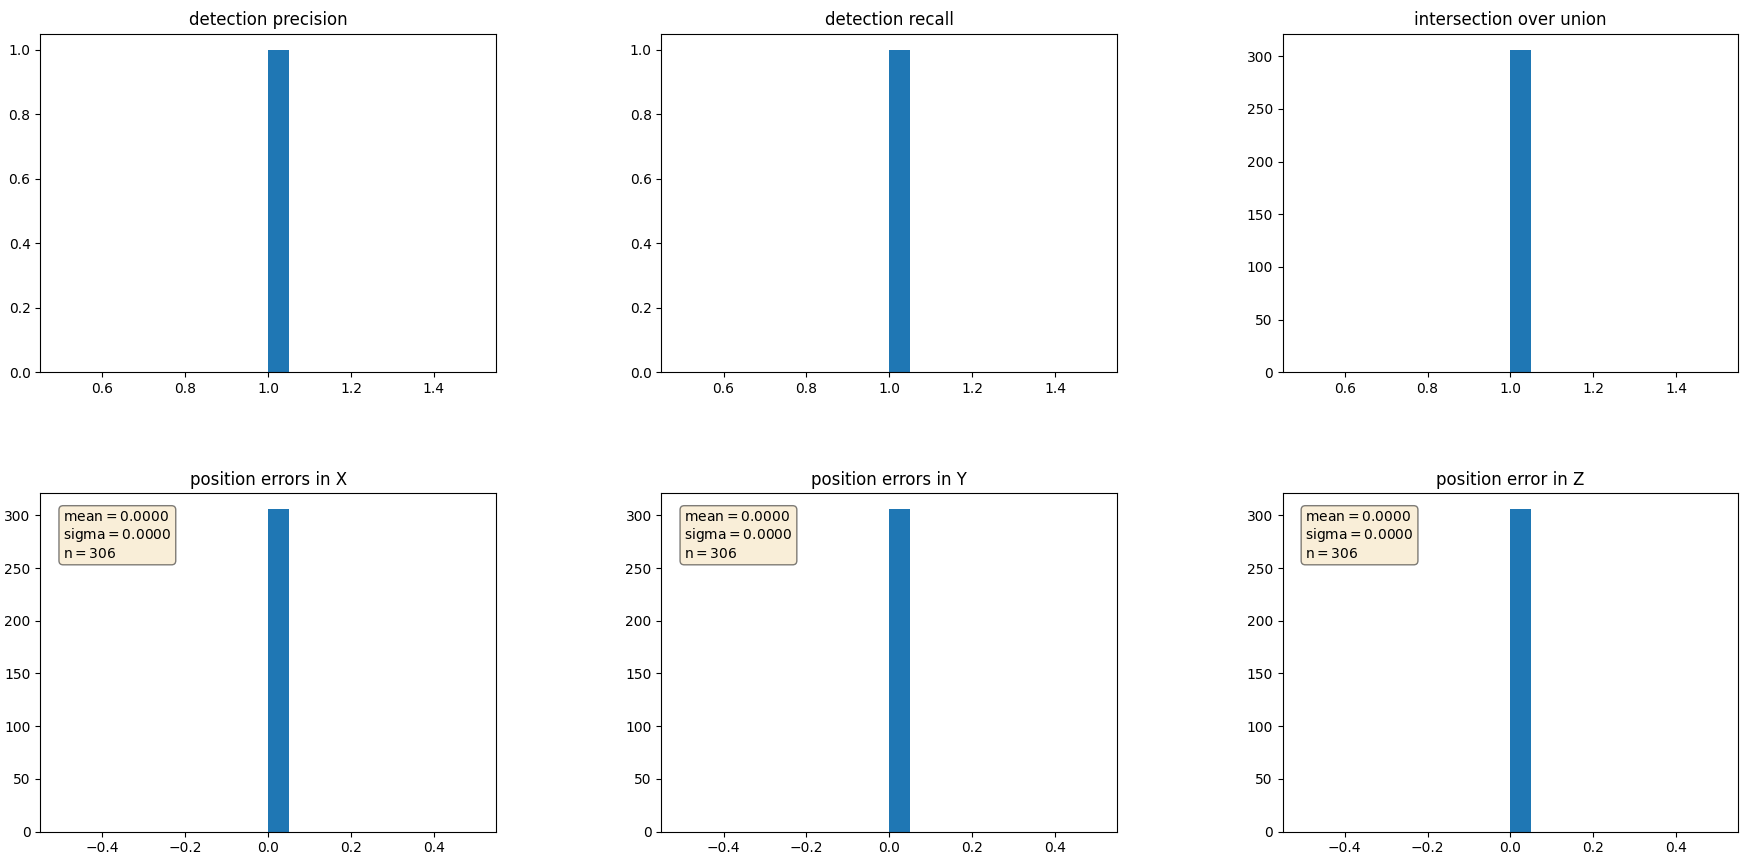 detection precision
1.0
0.8
0.6
0.4
0.2
0.0
0.6 0.8 1.0 1.2 1.4
detection recall
1.0
0.8
0.6
0.4
0.2
0.0
0.6 0.8 1.0 1.2 1.4
intersection over union
300
250
200
150
100
50
0
0.6 0.8 1.0 1.2 1.4
position errors in X
mean = 0.0000
sigma = 0.0000
n = 306
300
250
200
150
100
50
0
−0.4 −0.2 0.0 0.2 0.4
position errors in Y
mean = 0.0000
sigma = 0.0000
n = 306
300
250
200
150
100
50
0
−0.4 −0.2 0.0 0.2 0.4
position error in Z
mean = 0.0000
sigma = 0.0000
n = 306
300
250
200
150
100
50
0
−0.4 −0.2 0.0 0.2 0.4